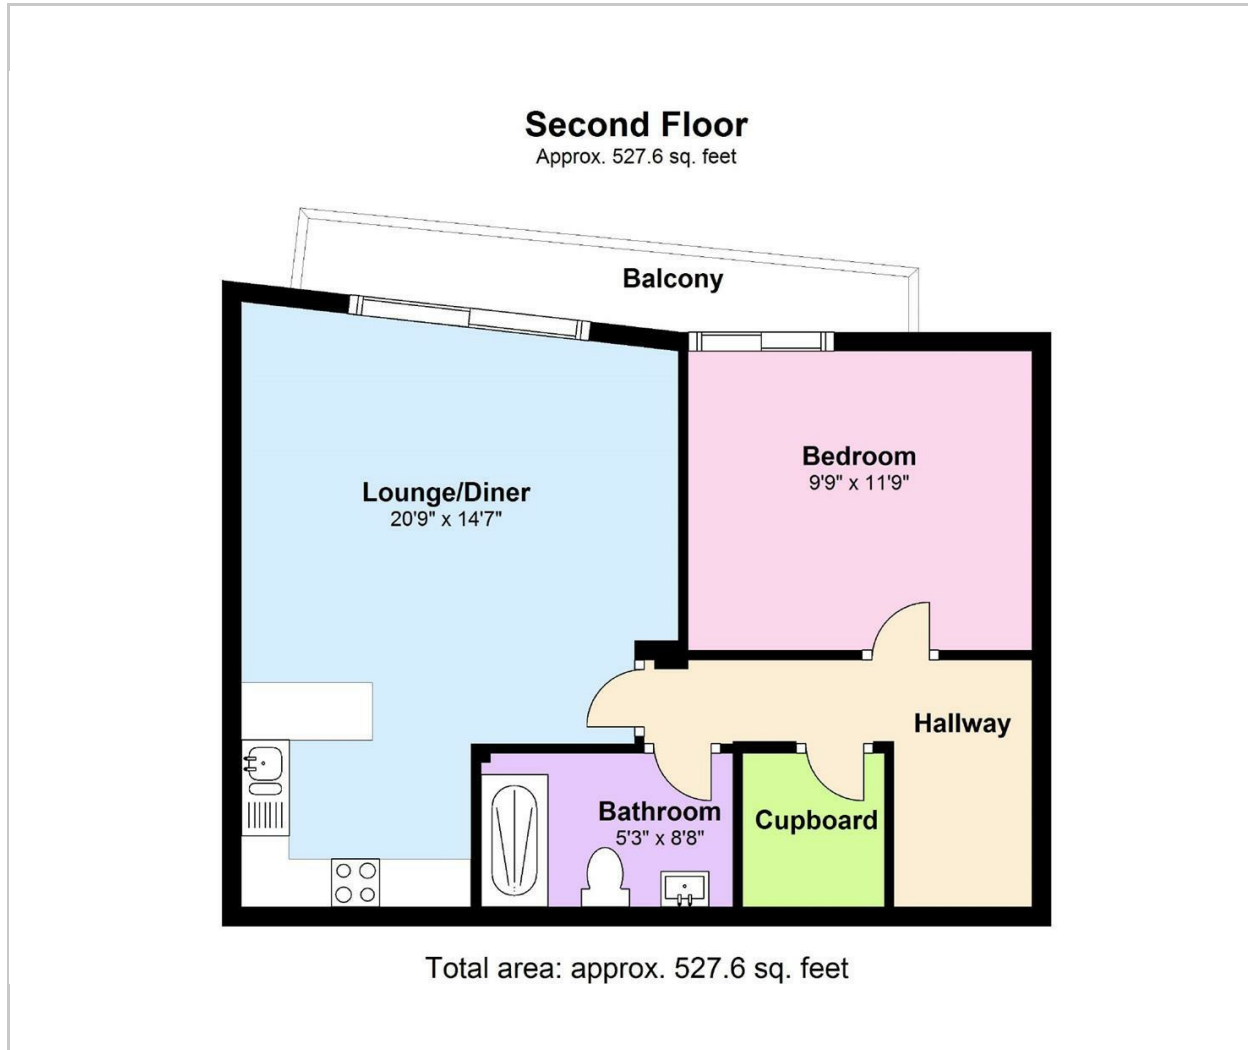 Second Floor
Approx. 527.6 sq. feet
Balcony
Bedroom
9'9" x 11'9"
Lounge/Diner
20'9" x 14'7"
Hallway
Bathroom
5'3" x 8'8"
Cupboard
Total area: approx. 527.6 sq. feet